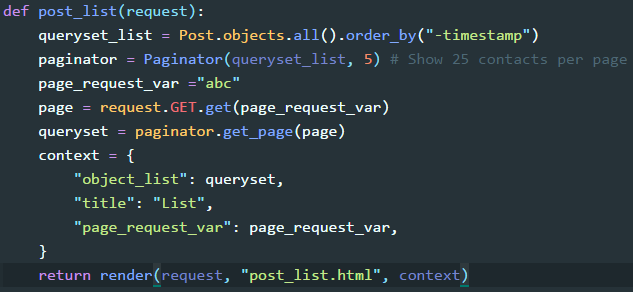 def post_list(request):
    queryset_list = Post.objects.all().order_by("-timestamp")
    paginator = Paginator(queryset_list, 5) # Show 25 contacts per page
    page_request_var ="abc"
    page = request.GET.get(page_request_var)
    queryset = paginator.get_page(page)
    context = {
        "object_list": queryset,
        "title": "List",
        "page_request_var": page_request_var,
    }
    return render(request, "post_list.html", context)